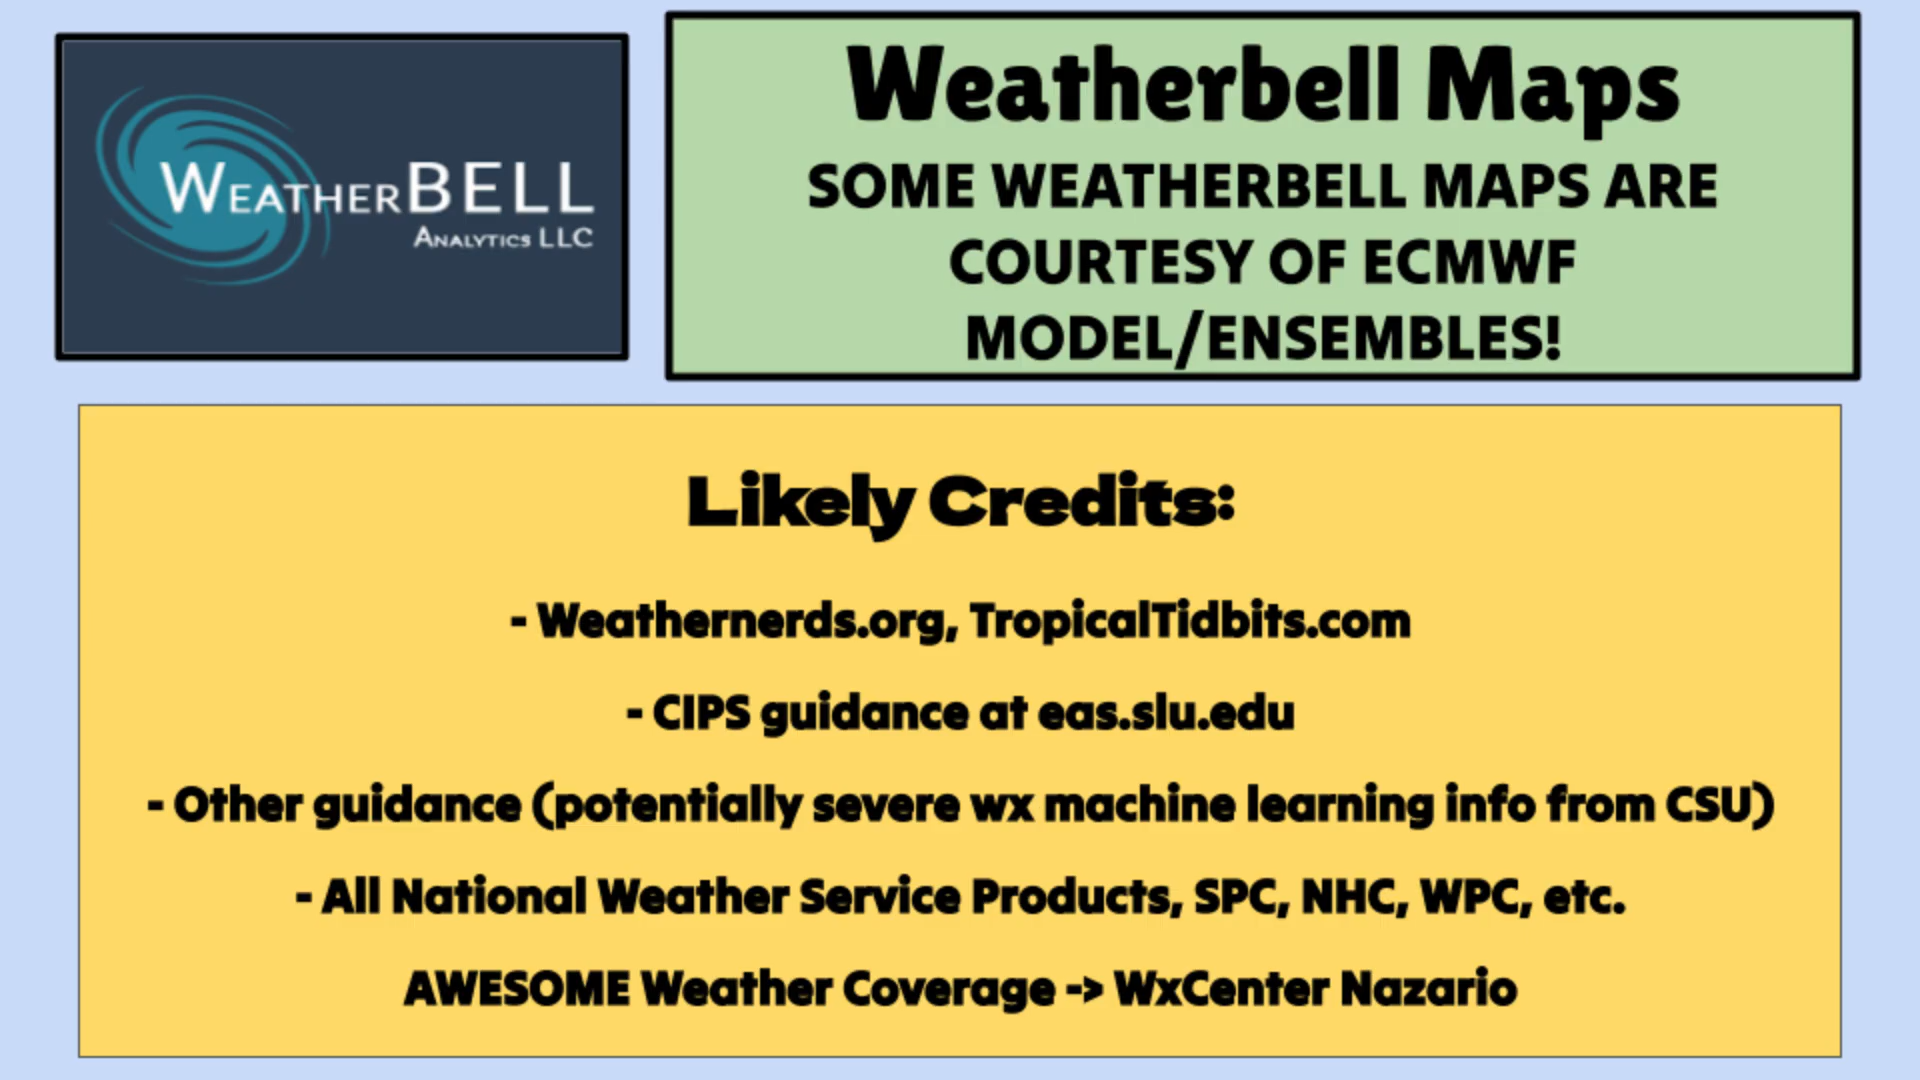 WEATHERBELL
ANALYTICS LLC
Weatherbell Maps
SOME WEATHERBELL MAPS ARE
COURTESY OF ECMWF
MODEL/ENSEMBLES!
Likely Credits:
- Weathernerds.org, TropicalTidbits.com
- CIPS guidance at eas.slu.edu
- Other guidance (potentially severe wx machine learning info from CSU)
- All National Weather Service Products, SPC, NHC, WPC, etc.
AWESOME Weather Coverage -> WxCenter Nazario